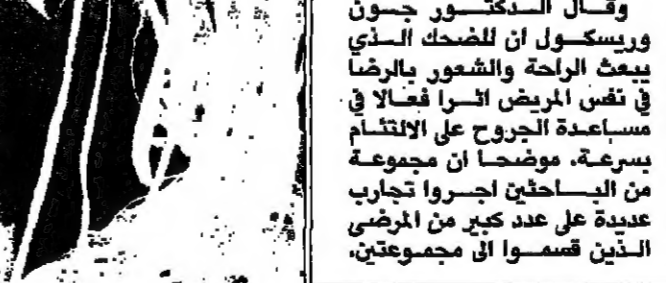 وقال الدكتور جون
وريسكول ان للضحك الذي
يبعث الراحة والشعور بالرضا
في نفس المريض اثرا فعالا في
مساعدة الجروح على الالتئام
بسرعة، موضحا ان مجموعة
من الباحثين اجروا تجارب
عديدة على عدد كبير من المرضى
الذين قسموا الى مجموعتين،